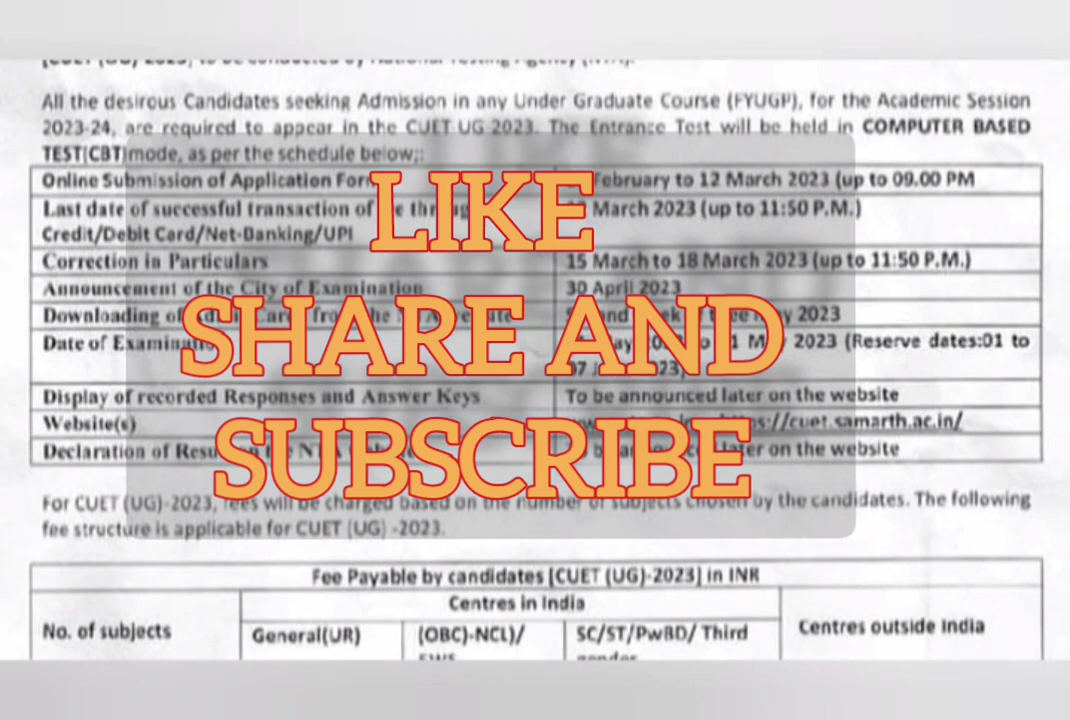 All the desirous Candidates seeking Admission in any Under Graduate Course (FYUGP), for the Academic Session
2023-24, are required to appear in the CUET UG 2023. The Entrance Test will be held in COMPUTER BASED
TEST(CBT)mode, as per the schedule below;:
Online Submission of Application to 12 March 2023 (up to 09.00 PM
Last date of successful transaction of March 2023 (up to 11:50 P.M.)
Credit/Debit Card/Net-Banking/UPI
Correction in Particulars 15 March to 18 March 2023 (up to 11:50 P.M.)
Announcement of the City of Examination 30 April 2023
Downloading of 2023
Date of 2023 (Reserve dates:01 to
Display of recorded Responses and Answer Keys To be announced later on the website
Website(s)
Declaration of later on the website
LIKE
SHARE AND
SUBSCRIBE
For CUET (UG)-2023, fees will be charged based on the number of subjects chosen by the candidates. The following
fee structure is applicable for CUET (UG) -2023.
Fee Payable by candidates [CUET (UG)-2023] in INR
Centres in India
No. of subjects General(UR) (OBC)-NCL)/ SC/ST/PwBD/ Third Centres outside India